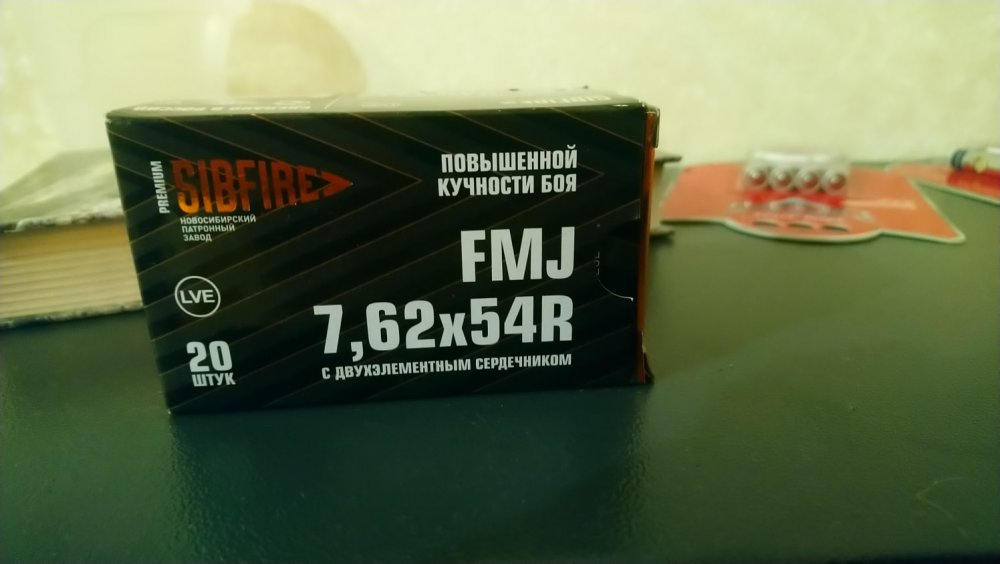 PREMIUM
SIBFIRE
НОВОСИБИРСКИЙ
ПАТРОННЫЙ
ЗАВОД
ПОВЫШЕННОЙ
КУЧНОСТИ БОЯ
LVE
FMJ
7,62x54R
С ДВУХЭЛЕМЕНТНЫМ СЕРДЕЧНИКОМ
20
ШТУК